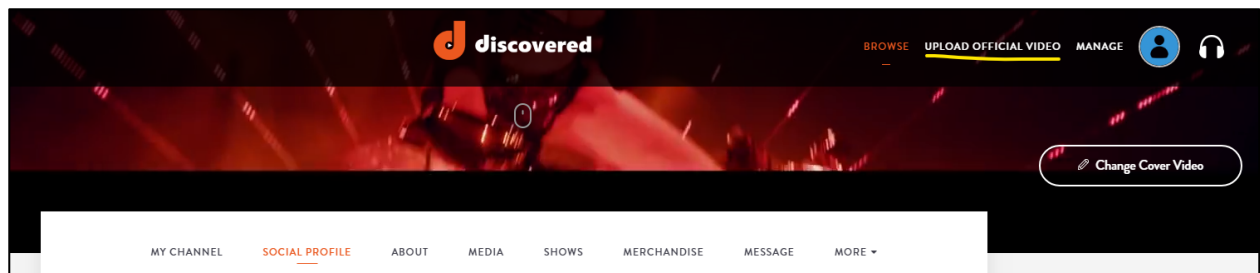 discovered
BROWSE UPLOAD OFFICIAL VIDEO MANAGE
Change Cover Video
MY CHANNEL SOCIAL PROFILE ABOUT MEDIA SHOWS MERCHANDISE MESSAGE MORE